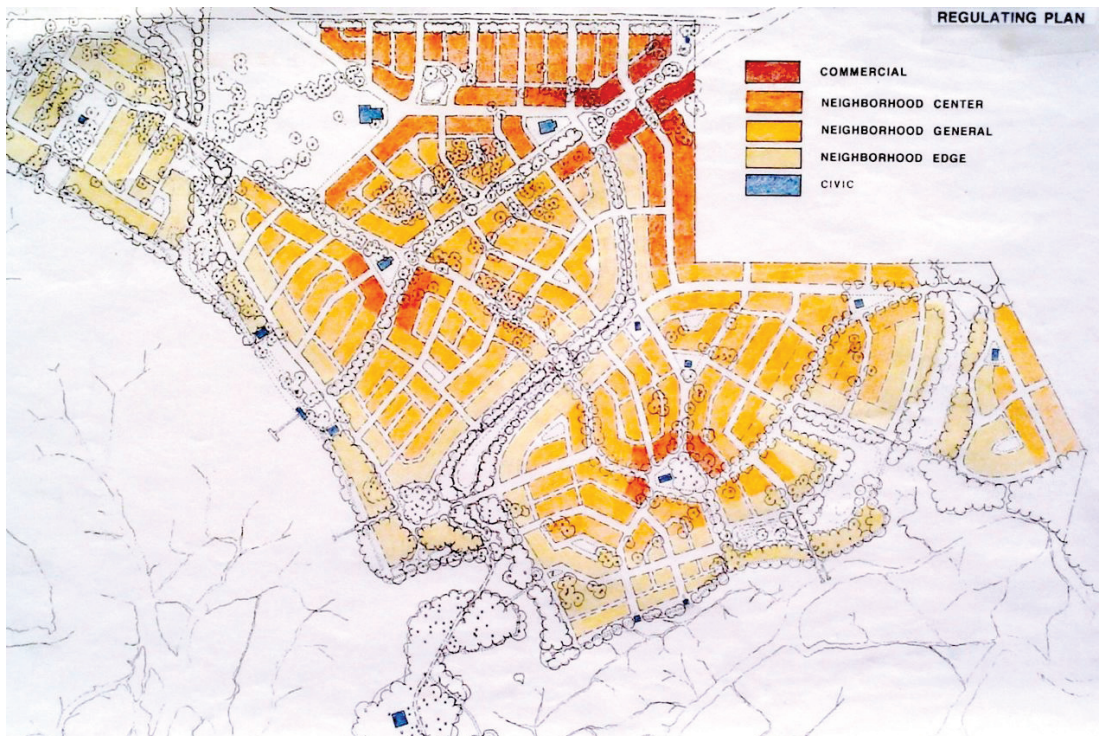 REGULATING PLAN
COMMERCIAL
NEIGHBORHOOD CENTER
NEIGHBORHOOD GENERAL
NEIGHBORHOOD EDGE
CIVIC